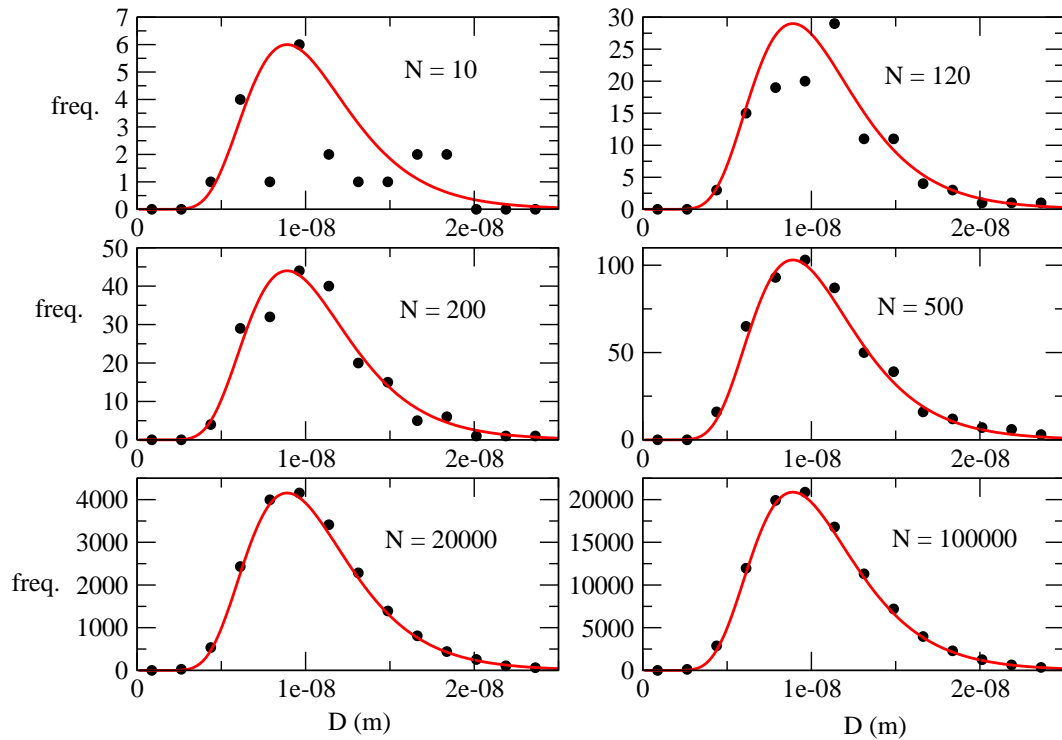 7
6
5
4
3
2
1
0
freq.
N = 10
0
1e-08
2e-08
30
25
20
15
10
5
0
N = 120
0
1e-08
2e-08
50
40
30
20
10
0
freq.
N = 200
0
1e-08
2e-08
100
50
0
N = 500
0
1e-08
2e-08
4000
3000
2000
1000
0
freq.
N = 20000
0
1e-08
2e-08
D (m)
20000
15000
10000
5000
0
N = 100000
0
1e-08
2e-08
D (m)